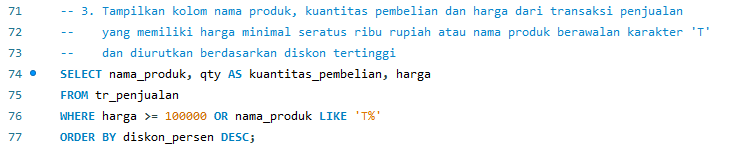 71 -- 3. Tampilkan kolom nama produk, kuantitas pembelian dan harga dari transaksi penjualan
72 -- yang memiliki harga minimal seratus ribu rupiah atau nama produk berawalan karakter 'T'
73 -- dan diurutkan berdasarkan diskon tertinggi
74 SELECT nama_produk, qty AS kuantitas_pembelian, harga
75 FROM tr_penjualan
76 WHERE harga >= 100000 OR nama_produk LIKE 'T%'
77 ORDER BY diskon_persen DESC;